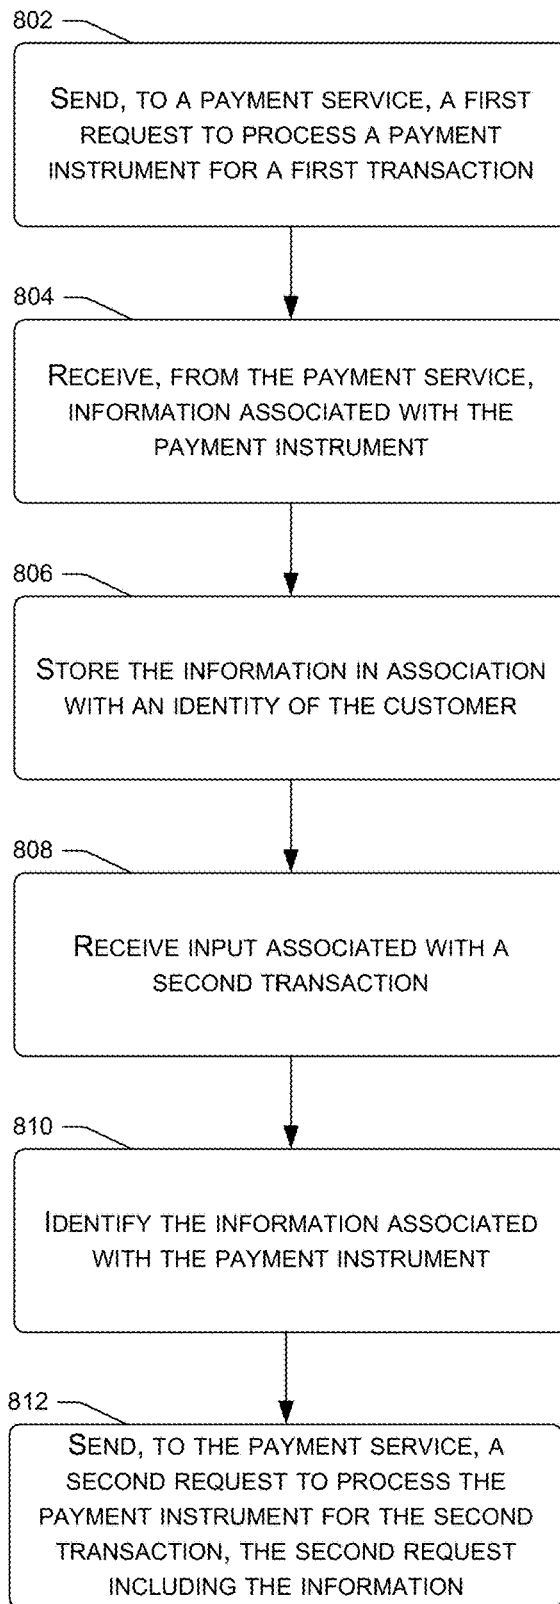 802
SEND, TO A PAYMENT SERVICE, A FIRST
REQUEST TO PROCESS A PAYMENT
INSTRUMENT FOR A FIRST TRANSACTION
804
RECEIVE, FROM THE PAYMENT SERVICE,
INFORMATION ASSOCIATED WITH THE
PAYMENT INSTRUMENT
806
STORE THE INFORMATION IN ASSOCIATION
WITH AN IDENTITY OF THE CUSTOMER
808
RECEIVE INPUT ASSOCIATED WITH A
SECOND TRANSACTION
810
IDENTIFY THE INFORMATION ASSOCIATED
WITH THE PAYMENT INSTRUMENT
812
SEND, TO THE PAYMENT SERVICE, A
SECOND REQUEST TO PROCESS THE
PAYMENT INSTRUMENT FOR THE SECOND
TRANSACTION, THE SECOND REQUEST
INCLUDING THE INFORMATION